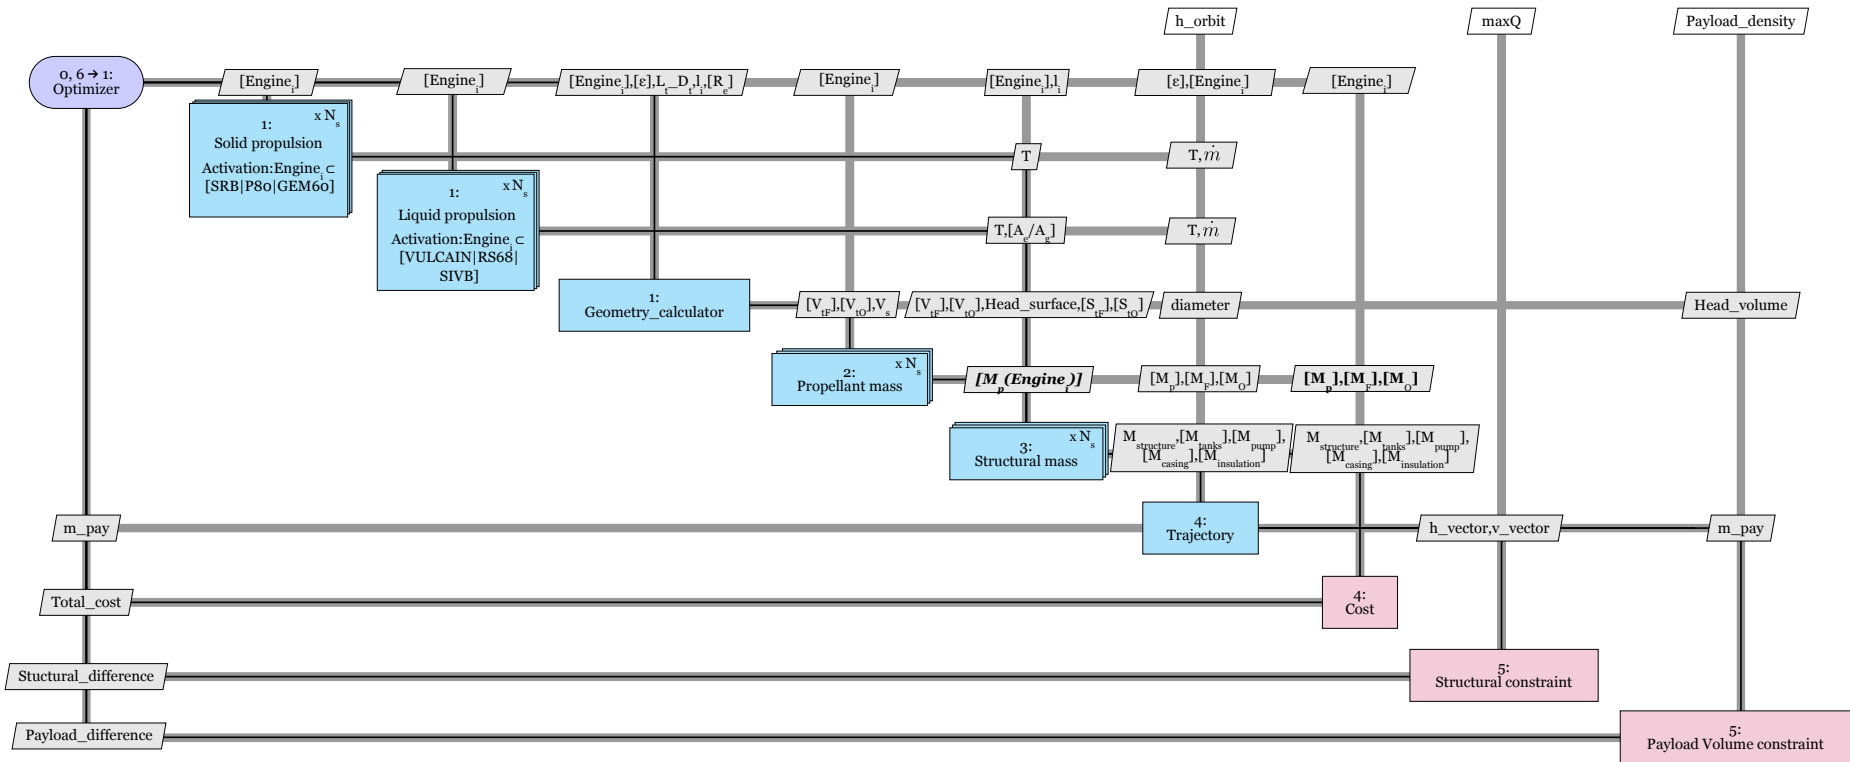 h_orbit
maxQ
Payload_density
0, 6 → 1:
Optimizer
[Engine_i]
[Engine_i]
[Engine_i],[ε],L_t_D_t,l_i,[R_e]
[Engine_i]
[Engine_i],l_i
[ε],[Engine_i]
[Engine_i]
x N_s
1:
Solid propulsion
Activation:Engine_i ⊂
[SRB|P80|GEM60]
T
T, ṁ
x N_s
1:
Liquid propulsion
Activation:Engine_i ⊂
[VULCAIN|RS68|
SIVB]
T,[A_e/A_g]
T, ṁ
1:
Geometry_calculator
[V_tF],[V_tO],V_s
[V_tF],[V_tO],Head_surface,[S_tF],[S_tO]
diameter
Head_volume
x N_s
2:
Propellant mass
[M_p(Engine_i)]
[M_p],[M_F],[M_O]
[M_p],[M_F],[M_O]
x N_s
3:
Structural mass
M_structure,[M_tanks],[M_pump],
[M_casing],[M_insulation]
M_structure,[M_tanks],[M_pump],
[M_casing],[M_insulation]
m_pay
4:
Trajectory
h_vector,v_vector
m_pay
Total_cost
4:
Cost
Stuctural_difference
5:
Structural constraint
Payload_difference
5:
Payload Volume constraint